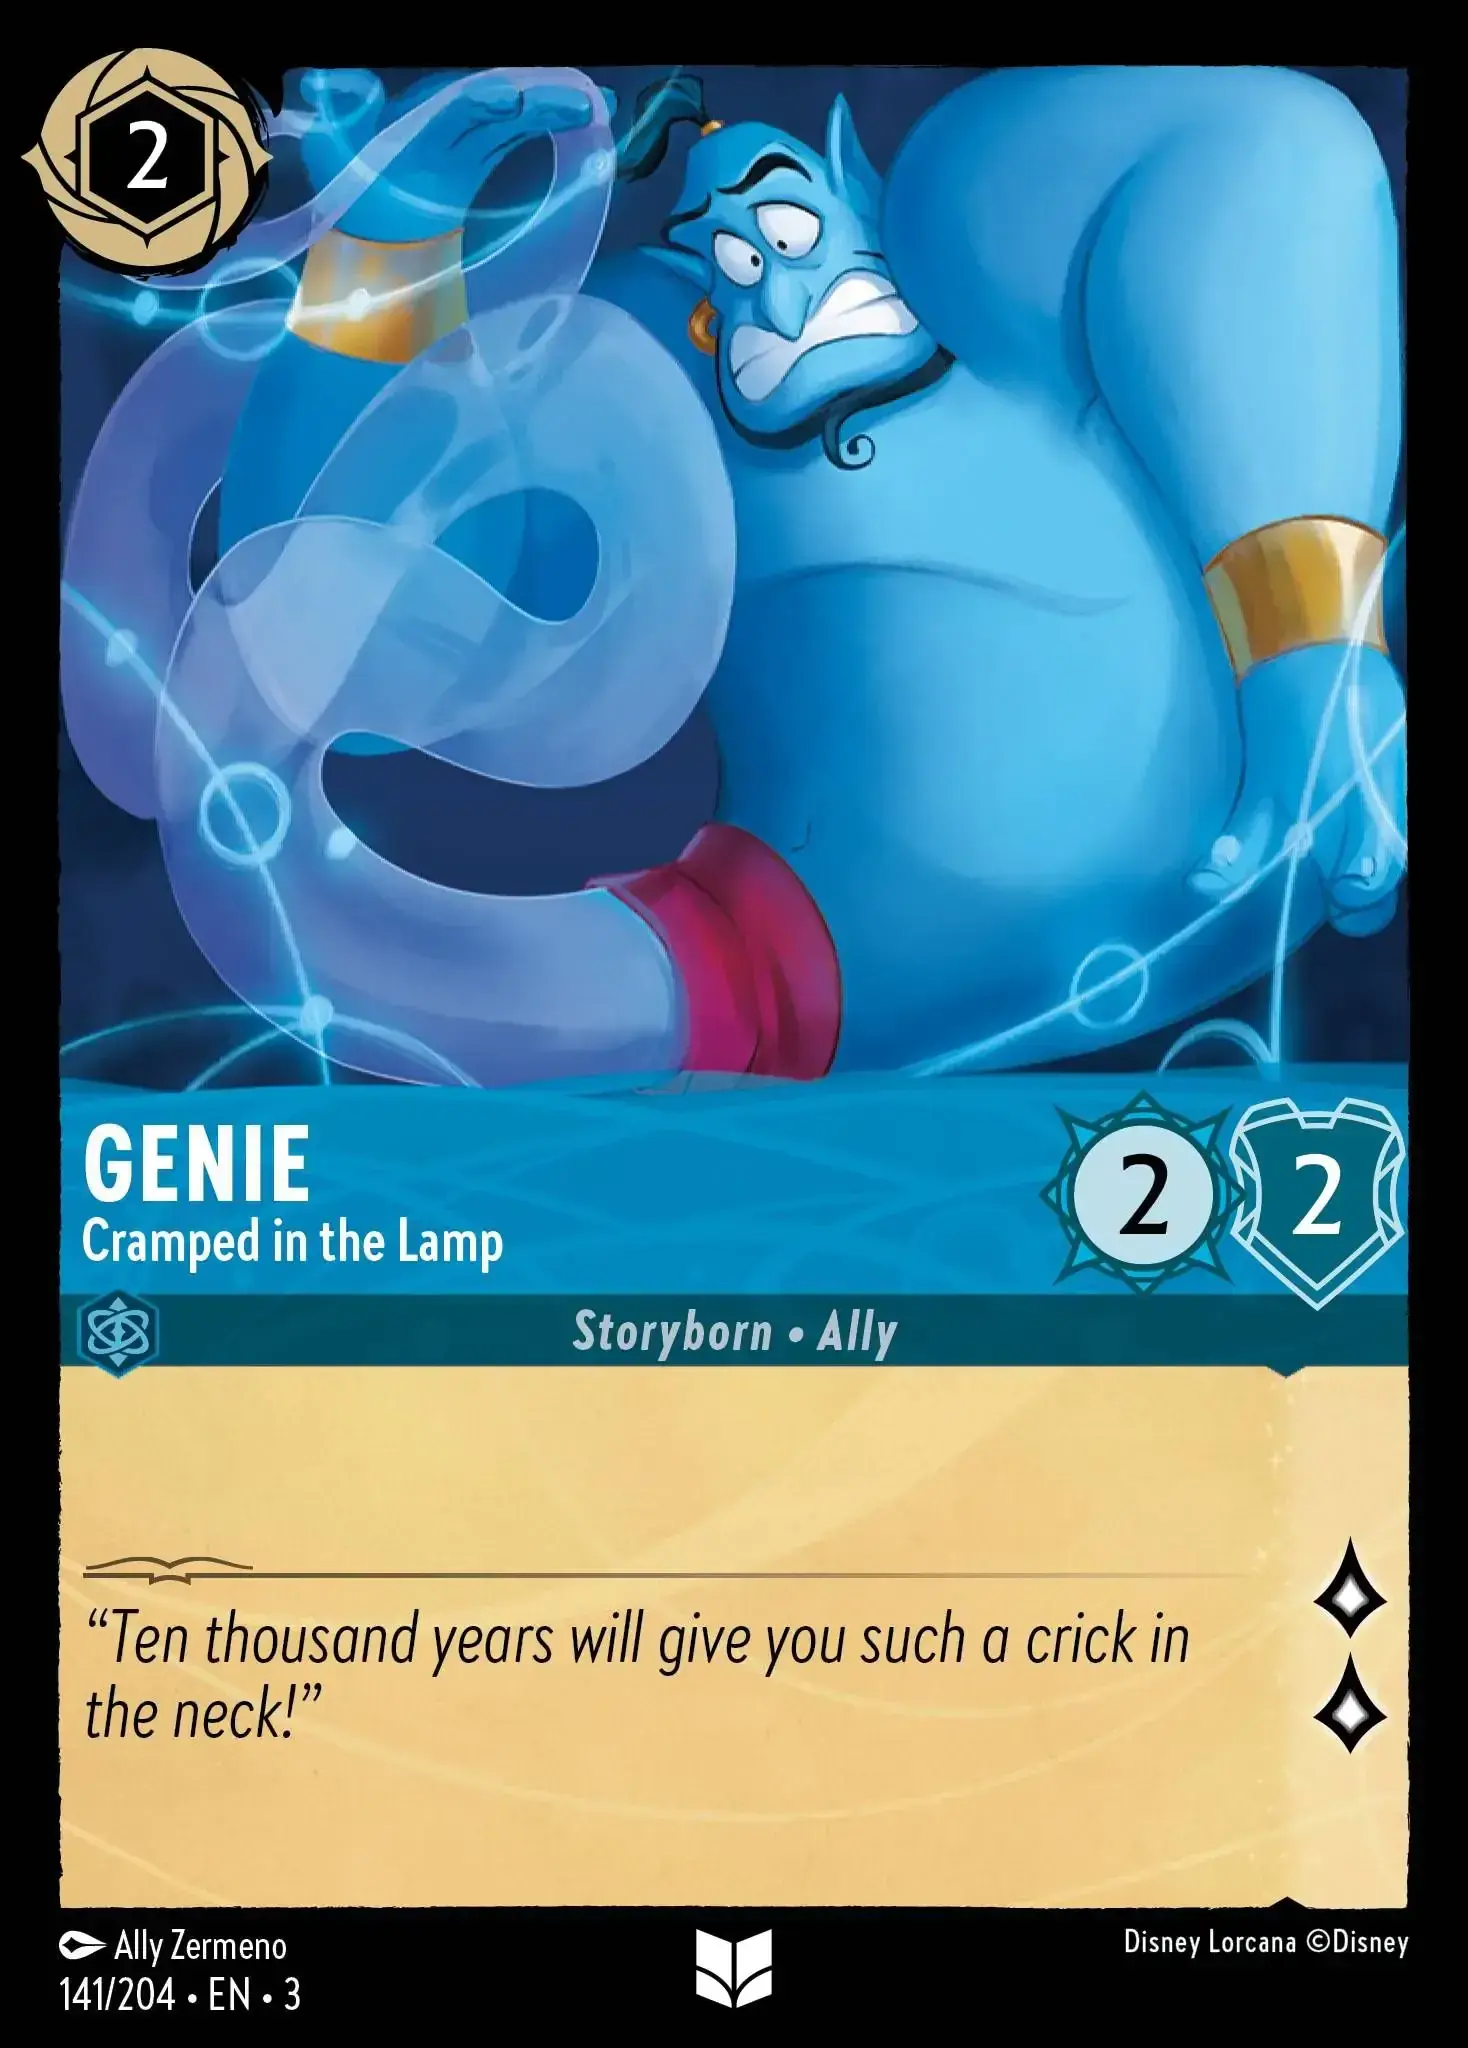 2
GENIE
Cramped in the Lamp
2
2
Storyborn • Ally
“Ten thousand years will give you such a crick in
the neck!”
Ally Zermeno
141/204 • EN • 3
Disney Lorcana ©Disney